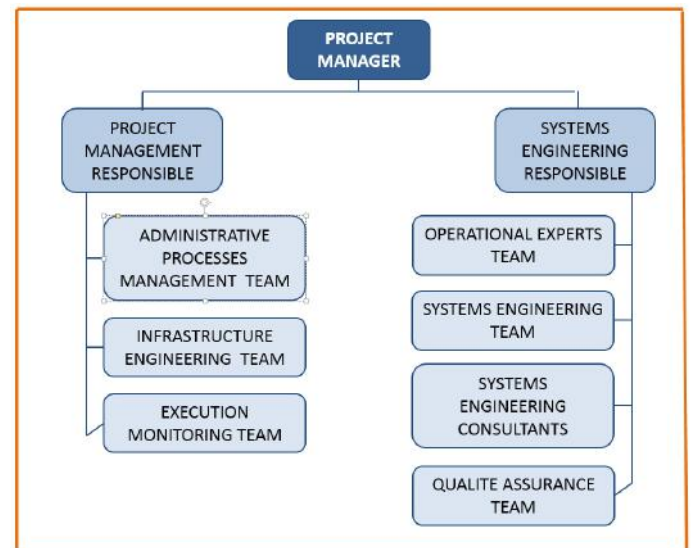 PROJECT
MANAGER
PROJECT
MANAGEMENT
RESPONSIBLE
SYSTEMS
ENGINEERING
RESPONSIBLE
ADMINISTRATIVE
PROCESSES
MANAGEMENT TEAM
INFRASTRUCTURE
ENGINEERING TEAM
EXECUTION
MONITORING TEAM
OPERATIONAL EXPERTS
TEAM
SYSTEMS ENGINEERING
TEAM
SYSTEMS
ENGINEERING
CONSULTANTS
QUALITE ASSURANCE
TEAM